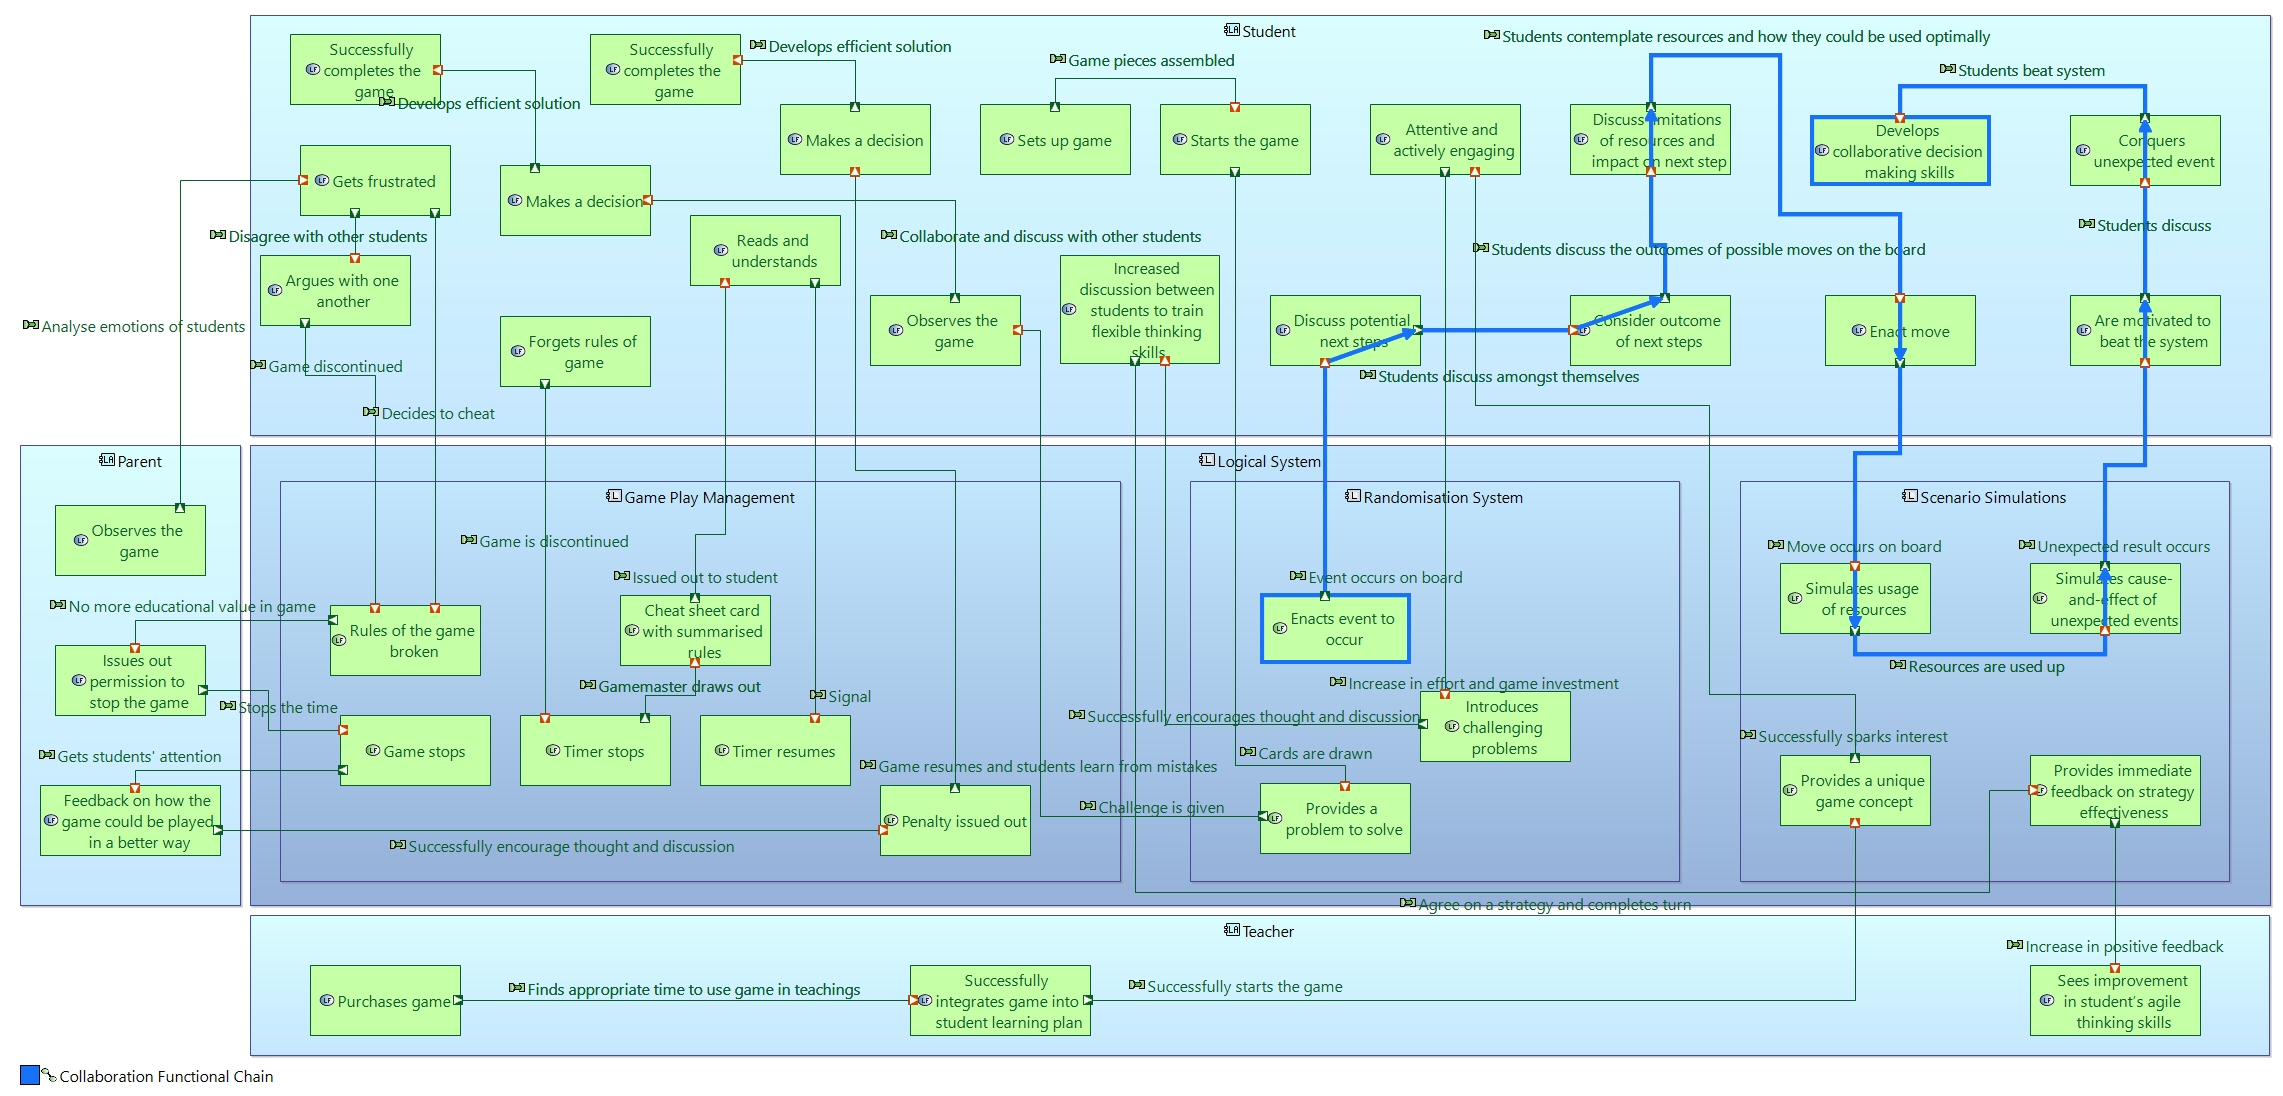 Student
Successfully
completes the
game
Develops efficient solution
Successfully
completes the
game
Develops efficient solution
Makes a decision
Game pieces assembled
Sets up game
Starts the game
Attentive and
actively engaging
Students contemplate resources and how they could be used optimally
Discuss limitations
of resources and
impact on next step
Students beat system
Develops
collaborative decision
making skills
Conquers
unexpected event
Gets frustrated
Makes a decision
Disagree with other students
Reads and
understands
Collaborate and discuss with other students
Students discuss the outcomes of possible moves on the board
Students discuss
Argues with one
another
Increased
discussion between
students to train
flexible thinking
skills
Analyse emotions of students
Forgets rules of
game
Observes the
game
Discuss potential
next steps
Consider outcome
of next steps
Enact move
Are motivated to
beat the system
Game discontinued
Students discuss amongst themselves
Decides to cheat
Parent
Logical System
Game Play Management
Randomisation System
Scenario Simulations
Observes the
game
Game is discontinued
Move occurs on board
Unexpected result occurs
Issued out to student
Event occurs on board
Simulates usage
of resources
Simulates cause-
and-effect of
unexpected events
No more educational value in game
Rules of the game
broken
Cheat sheet card
with summarised
rules
Enacts event to
occur
Resources are used up
Issues out
permission to
stop the game
Gamemaster draws out
Signal
Increase in effort and game investment
Stops the time
Successfully encourages thought and discussion
Introduces
challenging
problems
Game stops
Timer stops
Timer resumes
Cards are drawn
Successfully sparks interest
Gets students' attention
Game resumes and students learn from mistakes
Feedback on how the
game could be played
in a better way
Penalty issued out
Challenge is given
Provides a
problem to solve
Provides a unique
game concept
Provides immediate
feedback on strategy
effectiveness
Successfully encourage thought and discussion
Agree on a strategy and completes turn
Teacher
Increase in positive feedback
Purchases game
Finds appropriate time to use game in teachings
Successfully
integrates game into
student learning plan
Successfully starts the game
Sees improvement
in student's agile
thinking skills
Collaboration Functional Chain